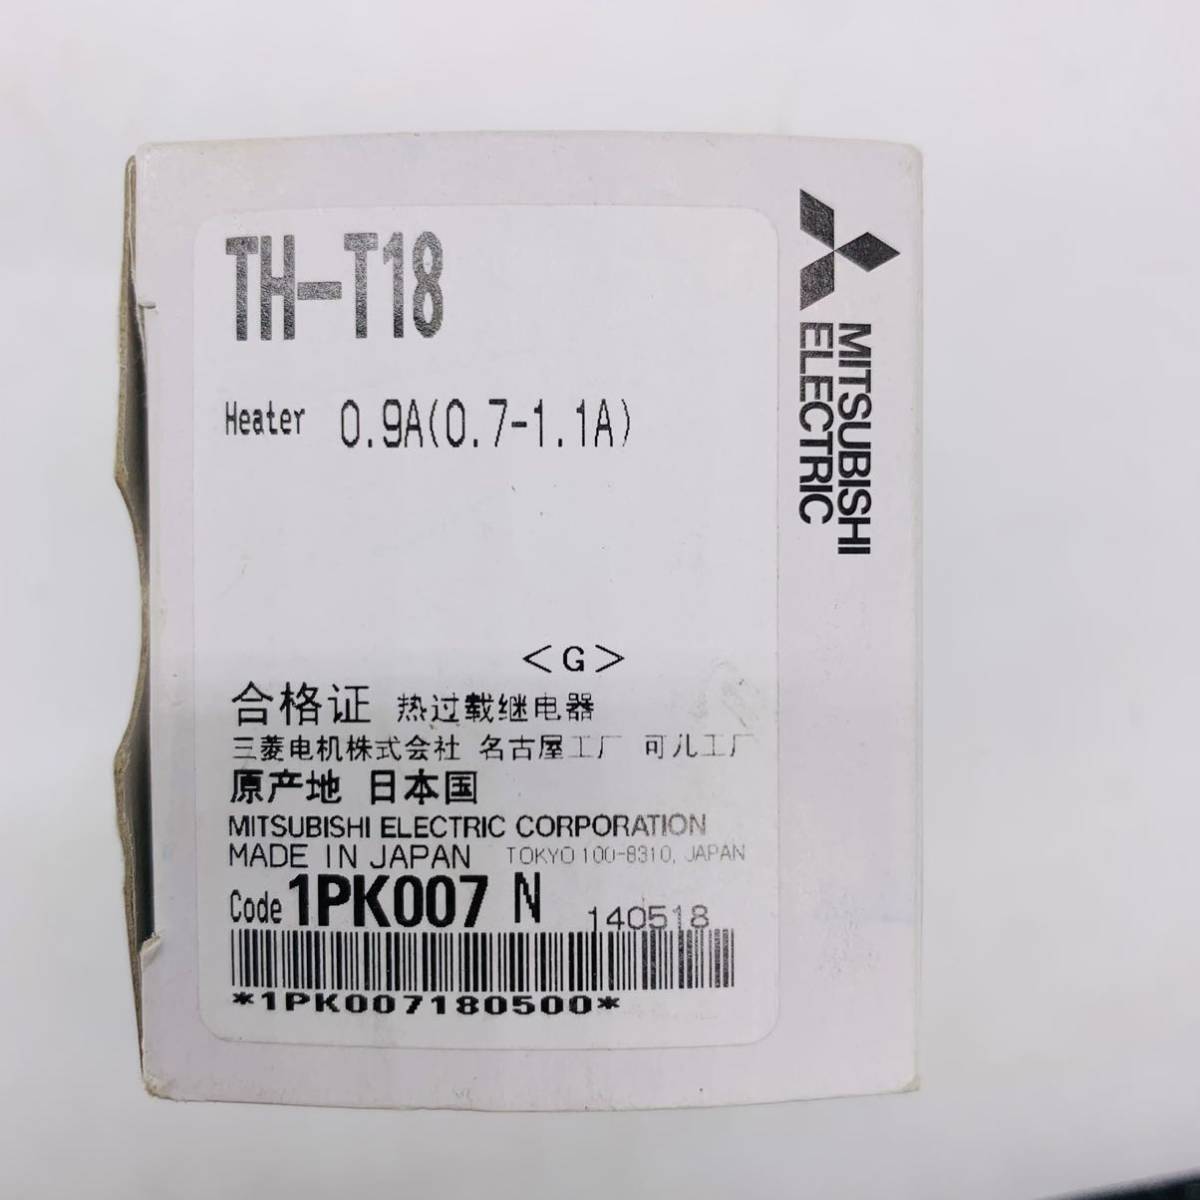 TH-T18
Heater 0.9A(0.7-1.1A)
<G>
合格证 热过载继电器
三菱电机株式会社 名古屋工厂 可儿工厂
原产地 日本国
MITSUBISHI ELECTRIC CORPORATION
MADE IN JAPAN TOKYO 100-8310, JAPAN
Code 1PK007 N 140518
*1PK007180500*
MITSUBISHI
ELECTRIC